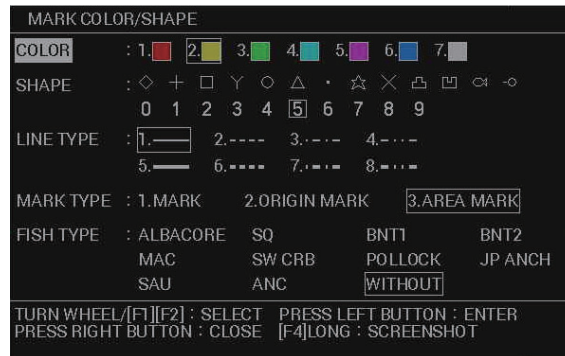 MARK COLOR/SHAPE
COLOR : 1. 2. 3. 4. 5. 6. 7.
SHAPE :
0 1 2 3 4 5 6 7 8 9
LINE TYPE : 1. 2. 3. 4.
5. 6. 7. 8.
MARK TYPE : 1.MARK 2.ORIGIN MARK 3.AREA MARK
FISH TYPE : ALBACORE SQ BNT1 BNT2
MAC SW CRB POLLOCK JP ANCH
SAU ANC WITHOUT
TURN WHEEL/[F1][F2] : SELECT PRESS LEFT BUTTON : ENTER
PRESS RIGHT BUTTON : CLOSE [F4]LONG : SCREENSHOT